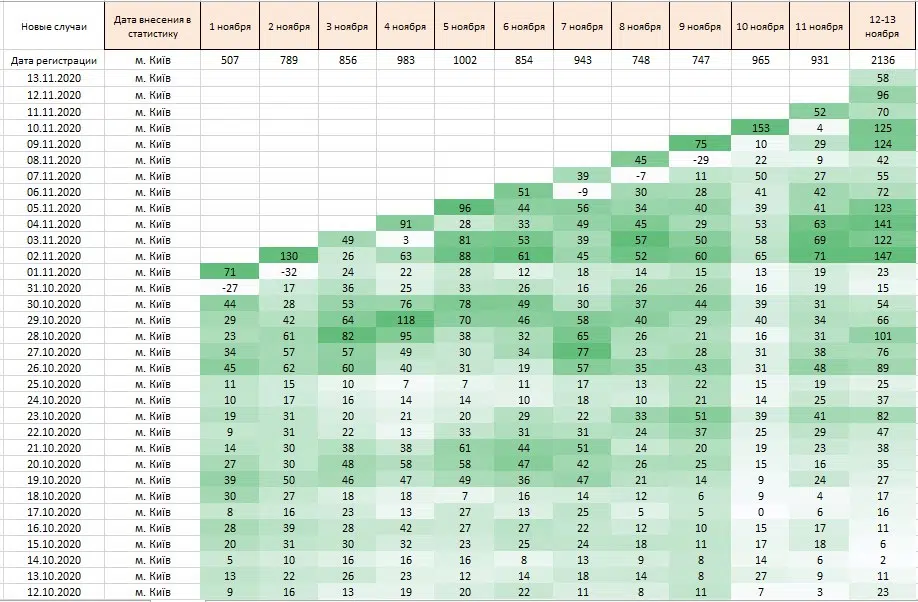 Новые случаи Дата внесения в статистику 1 ноября 2 ноября 3 ноября 4 ноября 5 ноября 6 ноября 7 ноября 8 ноября 9 ноября 10 ноября 11 ноября 12-13 ноября
Дата регистрации м. Київ 507 789 856 983 1002 854 943 748 747 965 931 2136
13.11.2020 м. Київ 58
12.11.2020 м. Київ 96
11.11.2020 м. Київ 52 70
10.11.2020 м. Київ 153 4 125
09.11.2020 м. Київ 75 10 29 124
08.11.2020 м. Київ 45 -29 22 9 42
07.11.2020 м. Київ 39 -7 11 50 27 55
06.11.2020 м. Київ 51 -9 30 28 41 42 72
05.11.2020 м. Київ 96 44 56 34 40 39 41 123
04.11.2020 м. Київ 91 28 33 49 45 29 53 63 141
03.11.2020 м. Київ 49 3 81 53 39 57 50 58 69 122
02.11.2020 м. Київ 130 26 63 88 61 45 52 60 65 71 147
01.11.2020 м. Київ 71 -32 24 22 28 12 18 14 15 13 19 23
31.10.2020 м. Київ -27 17 36 25 33 26 16 26 26 16 19 15
30.10.2020 м. Київ 44 28 53 76 78 49 30 37 44 39 31 54
29.10.2020 м. Київ 29 42 64 118 70 46 58 40 29 40 34 66
28.10.2020 м. Київ 23 61 82 95 38 32 65 26 21 16 31 101
27.10.2020 м. Київ 34 57 57 49 30 34 77 23 28 31 38 76
26.10.2020 м. Київ 45 62 60 40 31 19 57 35 43 31 48 89
25.10.2020 м. Київ 11 15 10 7 7 11 17 13 22 15 19 25
24.10.2020 м. Київ 10 17 16 14 14 10 18 10 21 14 25 37
23.10.2020 м. Київ 19 31 20 21 20 29 22 33 51 39 41 82
22.10.2020 м. Київ 9 31 22 13 33 31 31 24 37 25 29 47
21.10.2020 м. Київ 14 30 38 38 61 44 51 14 20 19 23 38
20.10.2020 м. Київ 27 30 48 58 58 47 42 26 25 15 16 35
19.10.2020 м. Київ 39 50 46 47 49 36 47 21 14 9 24 27
18.10.2020 м. Київ 30 27 18 18 7 16 14 12 6 9 4 17
17.10.2020 м. Київ 8 16 23 13 27 13 25 5 5 0 6 16
16.10.2020 м. Київ 28 39 28 42 27 27 22 12 10 15 17 11
15.10.2020 м. Київ 20 31 30 32 23 25 24 18 11 17 18 6
14.10.2020 м. Київ 5 10 16 16 16 8 13 9 8 14 6 2
13.10.2020 м. Київ 13 22 26 23 12 14 18 14 8 27 9 11
12.10.2020 м. Київ 9 16 13 19 20 22 11 8 11 7 3 23